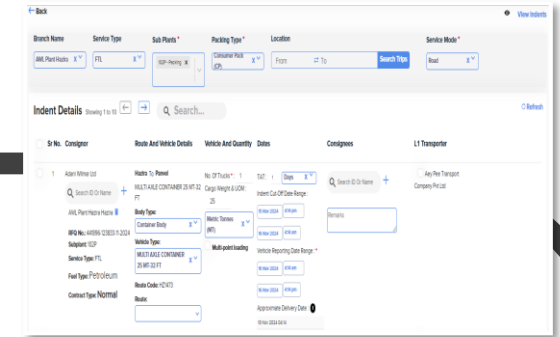 Back
View Indents
Branch Name Service Type Sub Plants * Packing Type * Location Service Mode *
AWL Plant Hazira X FTL X 1I2P- Packing X Consumer Pack (CP) X From To Search Trips Road X
Indent Details Showing 1 to 10 Search... Refresh
Sr No. Consignor Route And Vehicle Details Vehicle And Quantity Dates Consignees L1 Transporter
1 Adani Wilmar Ltd
Search ID Or Name
AWL Plant Hazira Hazira
Service Type: FTL
Fuel Type: Petroleum
Contract Type: Normal
Hazira To Panvel
MULTI AXLE CONTAINER 25 MT-32 FT
Body Type:
Container Body X
Vehicle Type:
MULTI AXLE CONTAINER 25 MT-32 FT X
Route:
No. Of Trucks*: 1
Cargo Weight & UOM :
25
Metric Tonnes (MT) X
Multi-point loading
TAT: 1 Days X
Indent Cut Off Date Range :
Vehicle Reporting Date Range : *
Approximate Delivery Date :
Search ID Or Name
Remarks
Aey Pee Transport
Company Pvt Ltd